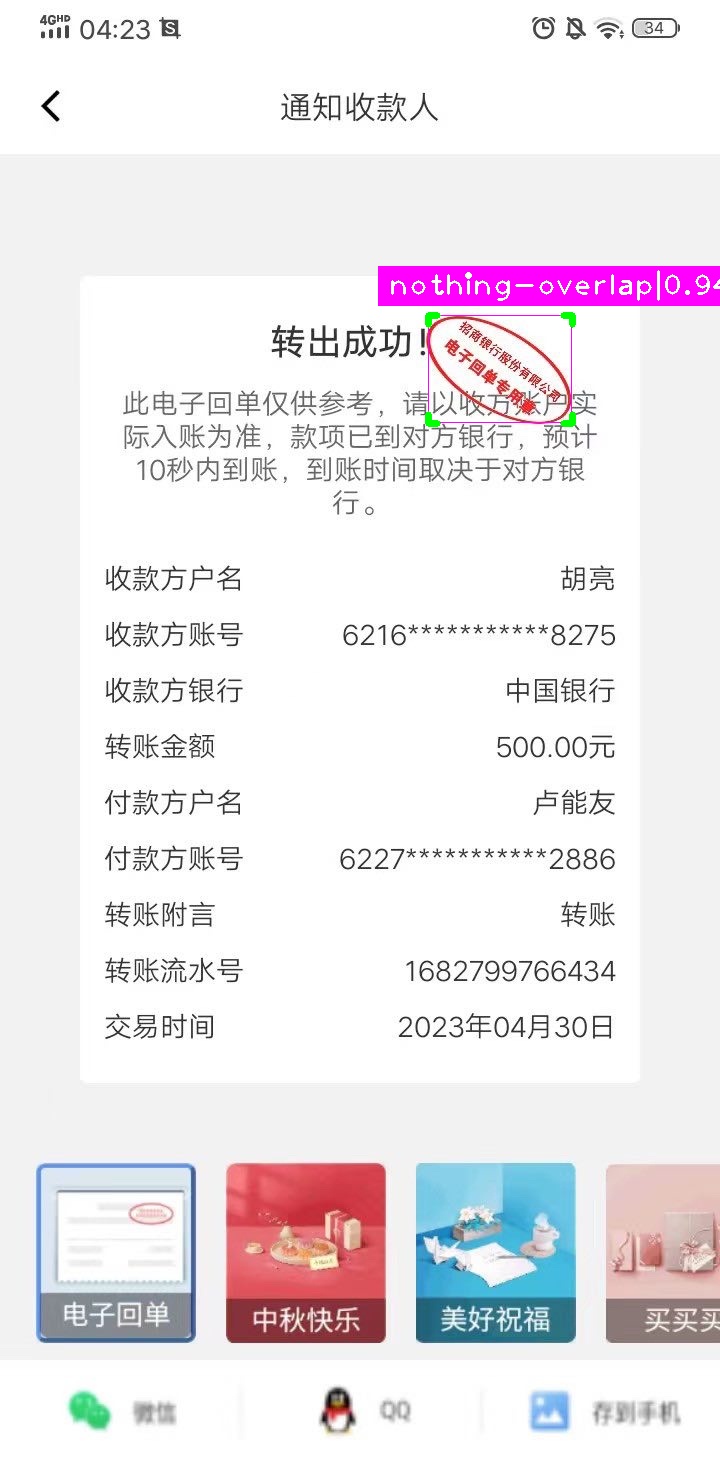 4GHD 04:23 34
通知收款人
nothing-overlap|0.94
转出成功!
招商银行股份有限公司
电子回单专用章
此电子回单仅供参考，请以收方账户实
际入账为准，款项已到对方银行，预计
10秒内到账，到账时间取决于对方银
行。
收款方户名 胡亮
收款方账号 6216***********8275
收款方银行 中国银行
转账金额 500.00元
付款方户名 卢能友
付款方账号 6227***********2886
转账附言 转账
转账流水号 1682799766434
交易时间 2023年04月30日
电子回单 中秋快乐 美好祝福 买买买
微信 QQ 存到手机